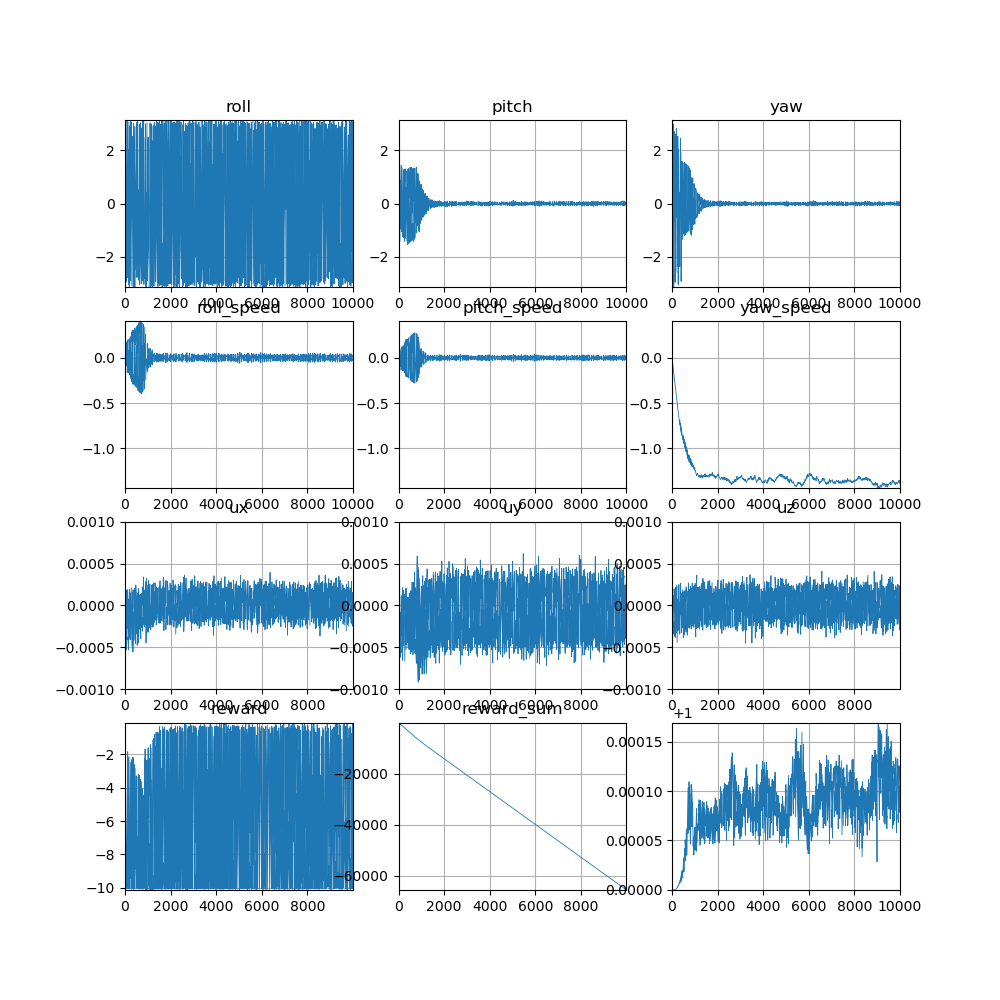 roll pitch yaw
2 2 2
0 0 0
−2 −2 −2
0 2000 4000 6000 8000 10000 0 2000 4000 6000 8000 10000 0 2000 4000 6000 8000 10000
roll_speed pitch_speed yaw_speed
0.0 0.0 0.0
−0.5 −0.5 −0.5
−1.0 −1.0 −1.0
0 2000 4000 6000 8000 10000 0 2000 4000 6000 8000 10000 0 2000 4000 6000 8000 10000
ux uy uz
0.0010 0.0010 0.0010
0.0005 0.0005 0.0005
0.0000 0.0000 0.0000
−0.0005 −0.0005 −0.0005
−0.0010 −0.0010 −0.0010
0 2000 4000 6000 8000 0 2000 4000 6000 8000 10000 0 2000 4000 6000 8000
reward reward_sum +1
−2 −20000 0.00015
−4 −40000 0.00010
−6 −60000 0.00005
−8 0.00000
−10
0 2000 4000 6000 8000 0 2000 4000 6000 8000 0 2000 4000 6000 8000 10000